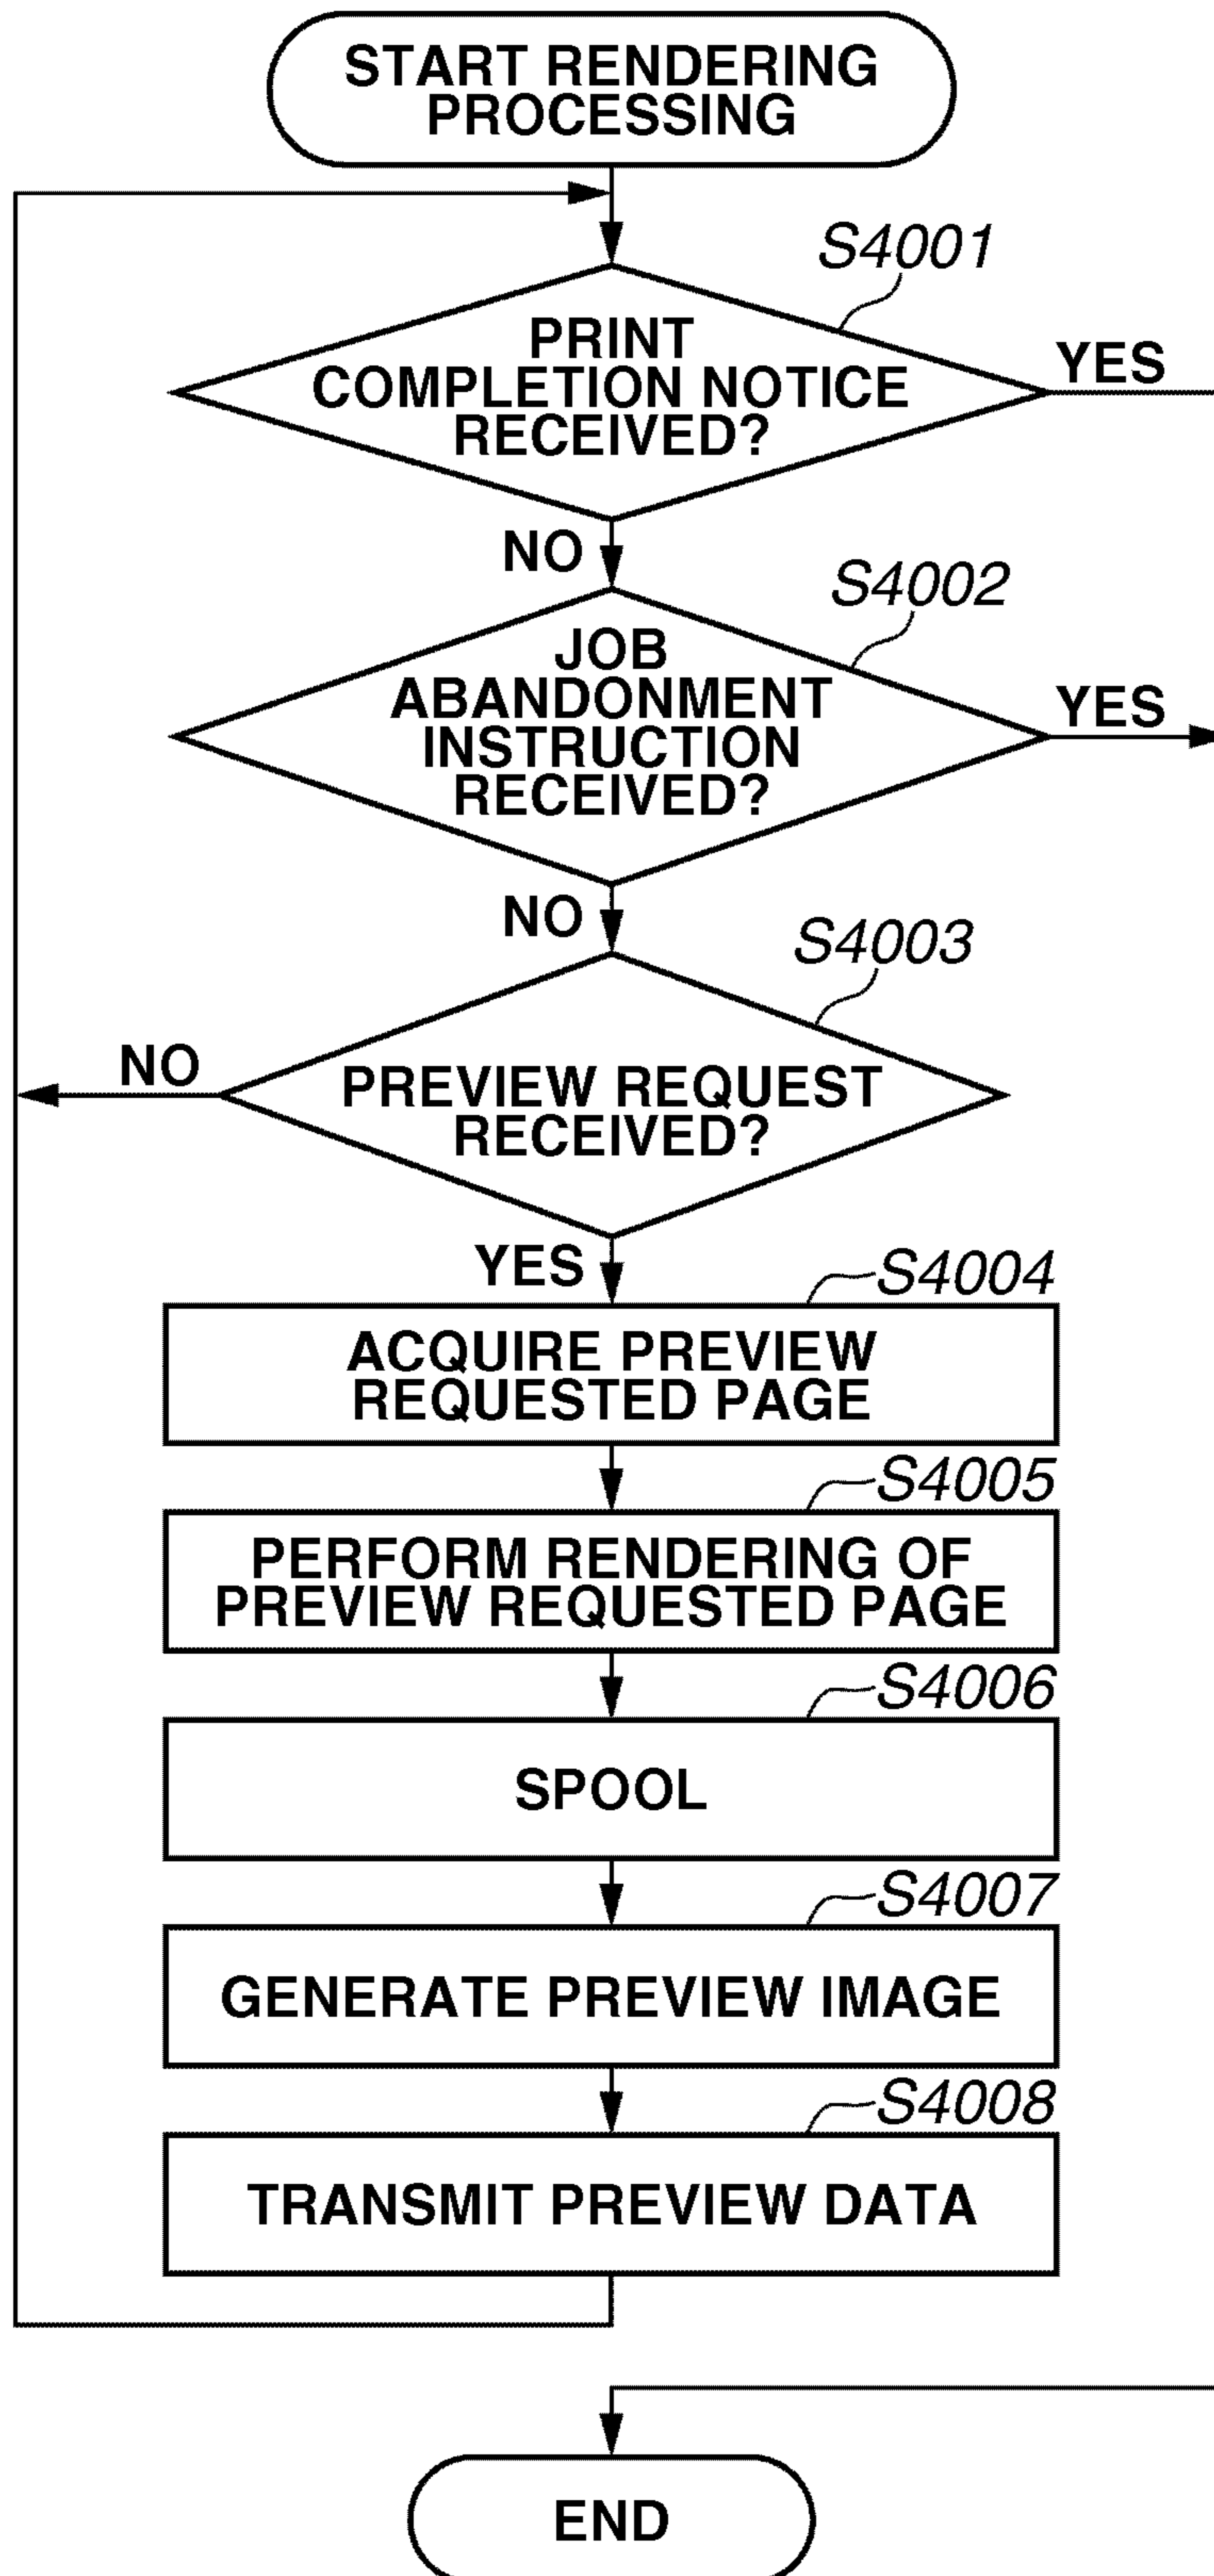 START RENDERING
PROCESSING
S4001
PRINT
COMPLETION NOTICE
RECEIVED?
YES
NO
S4002
JOB
ABANDONMENT
INSTRUCTION
RECEIVED?
YES
NO
S4003
PREVIEW REQUEST
RECEIVED?
NO
YES
S4004
ACQUIRE PREVIEW
REQUESTED PAGE
S4005
PERFORM RENDERING OF
PREVIEW REQUESTED PAGE
S4006
SPOOL
S4007
GENERATE PREVIEW IMAGE
S4008
TRANSMIT PREVIEW DATA
END